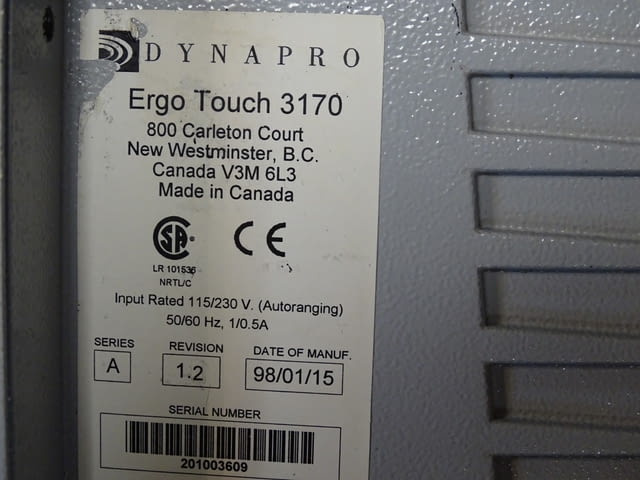 DYNAPRO
Ergo Touch 3170
800 Carleton Court
New Westminster, B.C.
Canada V3M 6L3
Made in Canada
SA CE
LR 101536
NRTL/C
Input Rated 115/230 V. (Autoranging)
50/60 Hz, 1/0.5A
SERIES REVISION DATE OF MANUF.
A 1.2 98/01/15
SERIAL NUMBER
201003609